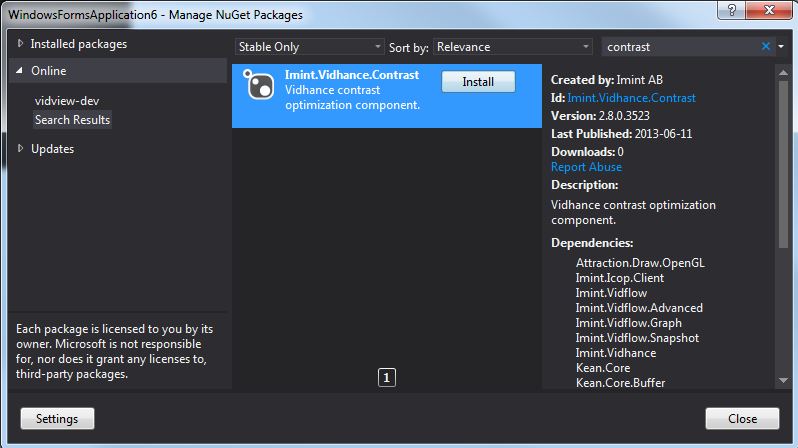 WindowsFormsApplication6 - Manage NuGet Packages
Installed packages
Online
vidview-dev
Search Results
Updates
Each package is licensed to you by its
owner. Microsoft is not responsible
for, nor does it grant any licenses to,
third-party packages.
Settings
Stable Only
Sort by: Relevance
Imint.Vidhance.Contrast
Vidhance contrast
optimization component.
Install
1
contrast
Created by: Imint AB
Id: Imint.Vidhance.Contrast
Version: 2.8.0.3523
Last Published: 2013-06-11
Downloads: 0
Report Abuse
Description:
Vidhance contrast optimization
component.
Dependencies:
Attraction.Draw.OpenGL
Imint.Icop.Client
Imint.Vidflow
Imint.Vidflow.Advanced
Imint.Vidflow.Graph
Imint.Vidflow.Snapshot
Imint.Vidhance
Kean.Core
Kean.Core.Buffer
Close